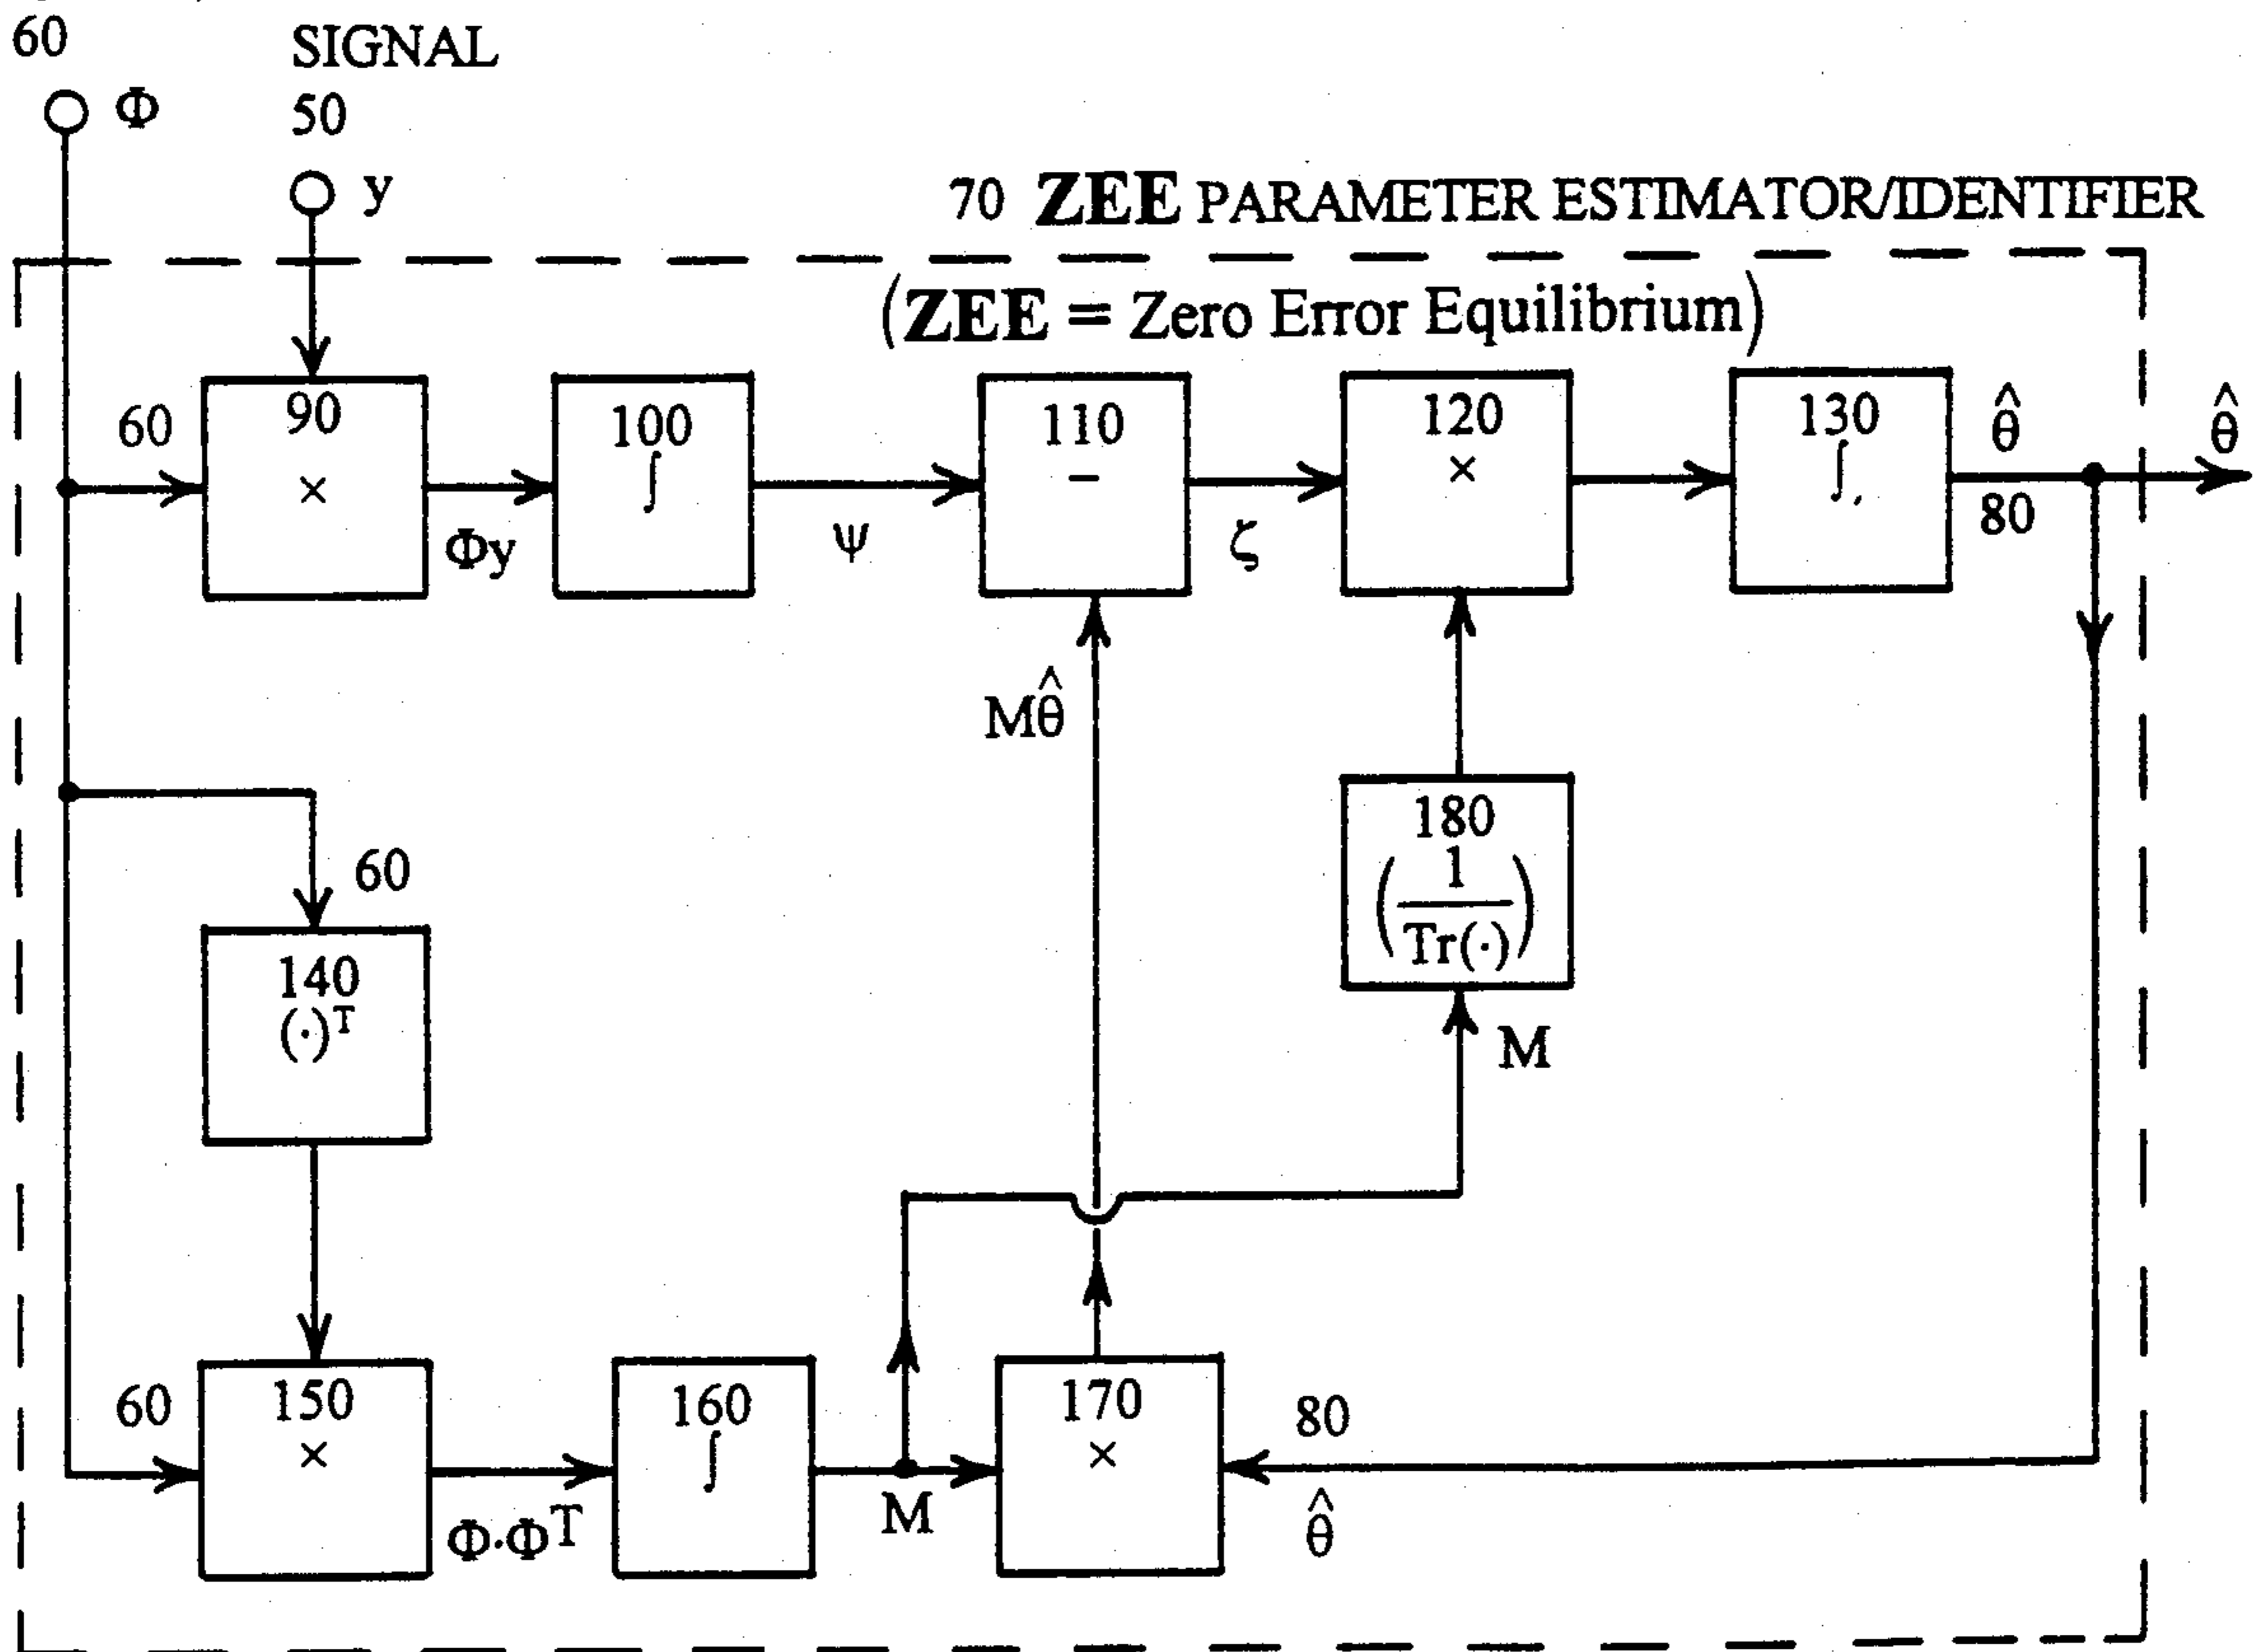 60
SIGNAL
Φ
50
y
70 ZEE PARAMETER ESTIMATOR/IDENTIFIER
(ZEE = Zero Error Equilibrium)
60
90
×
Φy
100
∫
ψ
110
−
ζ
120
×
130
∫
θ̂
80
θ̂
Mθ̂
180
(1/Tr(·))
M
60
140
(·)ᵀ
60
150
×
Φ·Φᵀ
160
∫
M
170
×
80
θ̂